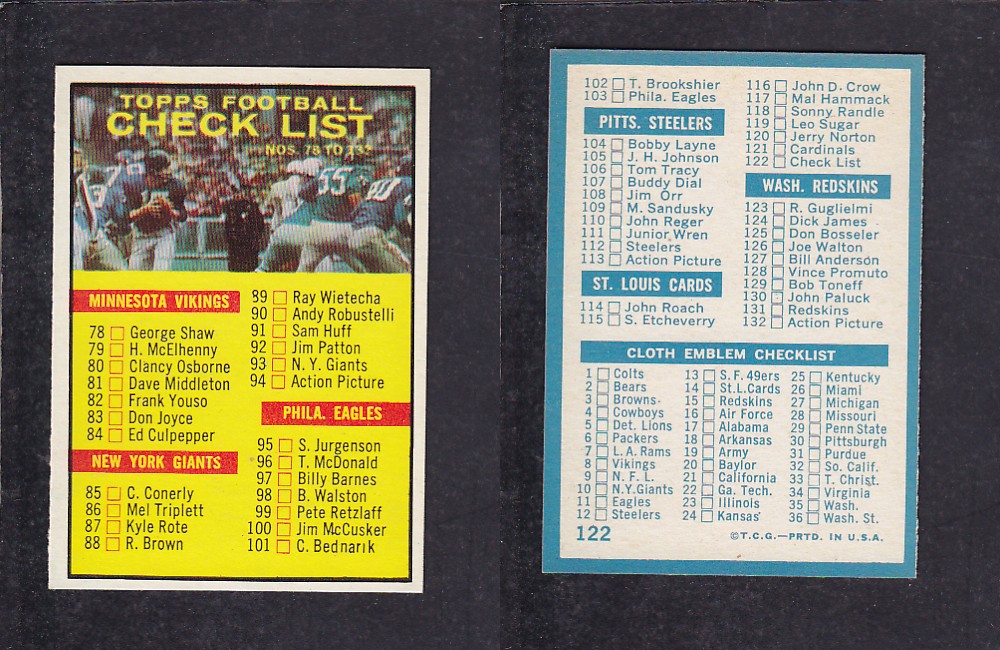 TOPPS FOOTBALL
CHECK LIST
NOS. 78 TO 132
55
MINNESOTA VIKINGS
78 George Shaw
79 H. McElhenny
80 Clancy Osborne
81 Dave Middleton
82 Frank Youso
83 Don Joyce
84 Ed Culpepper
NEW YORK GIANTS
85 C. Conerly
86 Mel Triplett
87 Kyle Rote
88 R. Brown
89 Ray Wietecha
90 Andy Robustelli
91 Sam Huff
92 Jim Patton
93 N. Y. Giants
94 Action Picture
PHILA. EAGLES
95 S. Jurgenson
96 T. McDonald
97 Billy Barnes
98 B. Walston
99 Pete Retzlaff
100 Jim McCusker
101 C. Bednarik
102 T. Brookshier
103 Phila. Eagles
PITTS. STEELERS
104 Bobby Layne
105 J. H. Johnson
106 Tom Tracy
107 Buddy Dial
108 Jim Orr
109 M. Sandusky
110 John Reger
111 Junior Wren
112 Steelers
113 Action Picture
ST. LOUIS CARDS
114 John Roach
115 S. Etcheverry
116 John D. Crow
117 Mal Hammack
118 Sonny Randle
119 Leo Sugar
120 Jerry Norton
121 Cardinals
122 Check List
WASH. REDSKINS
123 R. Guglielmi
124 Dick James
125 Don Bosseler
126 Joe Walton
127 Bill Anderson
128 Vince Promuto
129 Bob Toneff
130 John Paluck
131 Redskins
132 Action Picture
CLOTH EMBLEM CHECKLIST
1 Colts
2 Bears
3 Browns
4 Cowboys
5 Det. Lions
6 Packers
7 L.A. Rams
8 Vikings
9 N. F. L.
10 N.Y. Giants
11 Eagles
12 Steelers
13 S. F. 49ers
14 St.L. Cards
15 Redskins
16 Air Force
17 Alabama
18 Arkansas
19 Army
20 Baylor
21 California
22 Ga. Tech.
23 Illinois
24 Kansas
25 Kentucky
26 Miami
27 Michigan
28 Missouri
29 Penn State
30 Pittsburgh
31 Purdue
32 So. Calif.
33 T. Christ.
34 Virginia
35 Wash.
36 Wash. St.
122
©T.C.G.—PRTD. IN U.S.A.